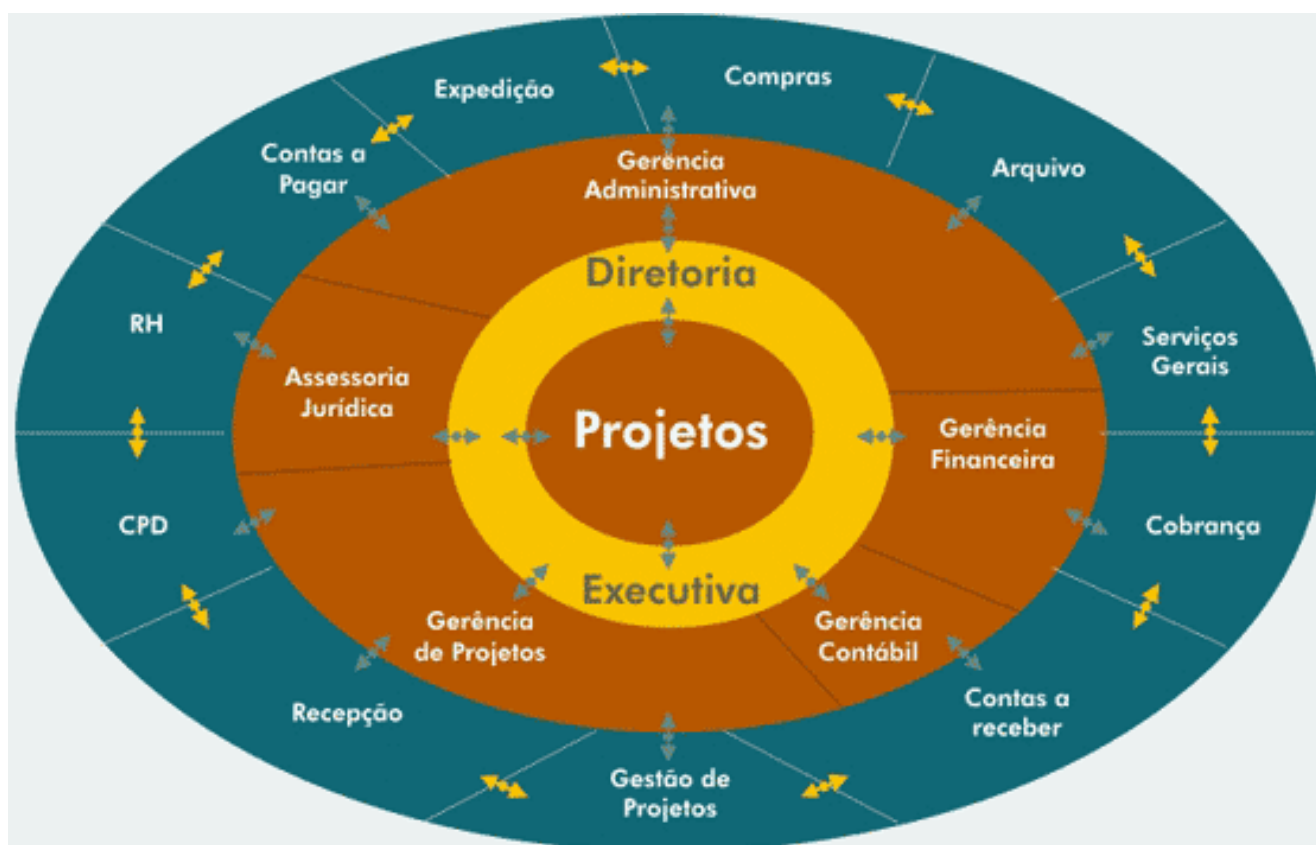 Expedição
Compras
Contas a
Pagar
Gerência
Administrativa
Arquivo
Diretoria
RH
Serviços
Gerais
Assessoria
Jurídica
Projetos
Gerência
Financeira
CPD
Cobrança
Executiva
Gerência
de Projetos
Gerência
Contábil
Recepção
Contas a
receber
Gestão de
Projetos